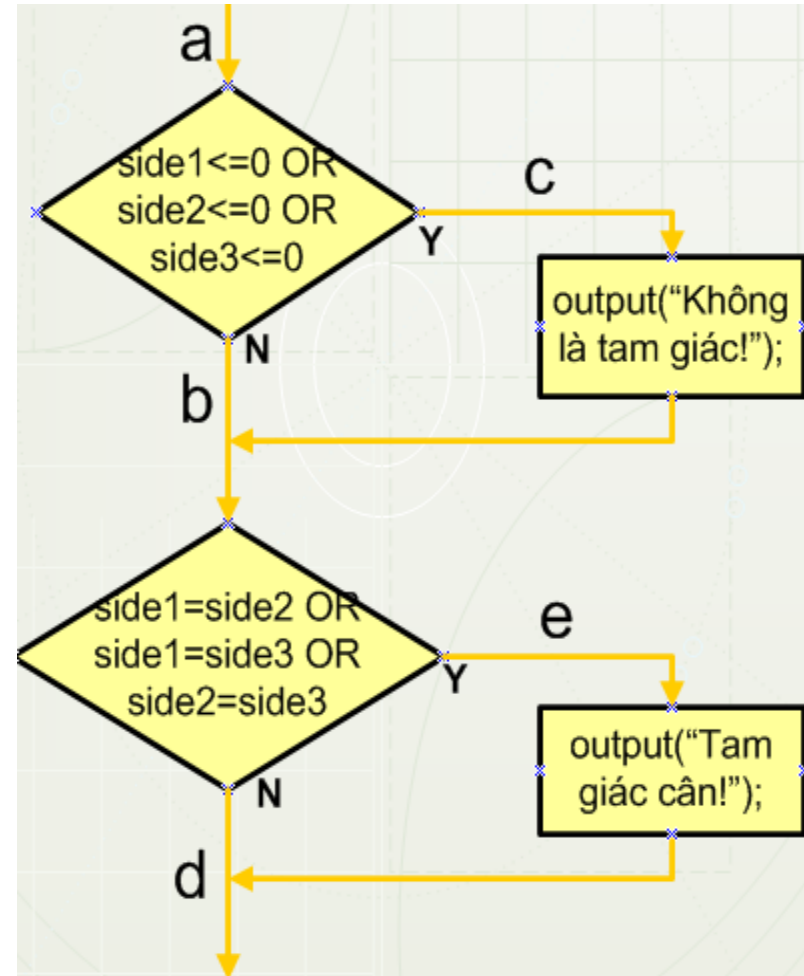 a
side1<=0 OR
side2<=0 OR
side3<=0
c
Y
output(“Không
là tam giác!”);
N
b
side1=side2 OR
side1=side3 OR
side2=side3
e
Y
output(“Tam
giác cân!”);
N
d